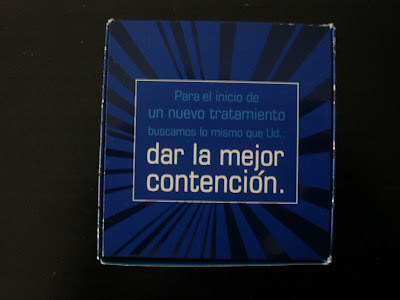 Para el inicio de
un nuevo tratamiento
buscamos lo mismo que Ud.:
dar la mejor
contención.